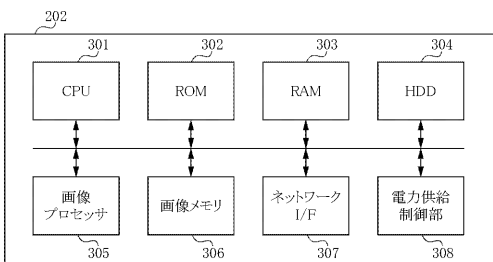 202
301
302
303
304
CPU
ROM
RAM
HDD
画像
プロセッサ
画像メモリ
ネットワーク
I/F
電力供給
制御部
305
306
307
308